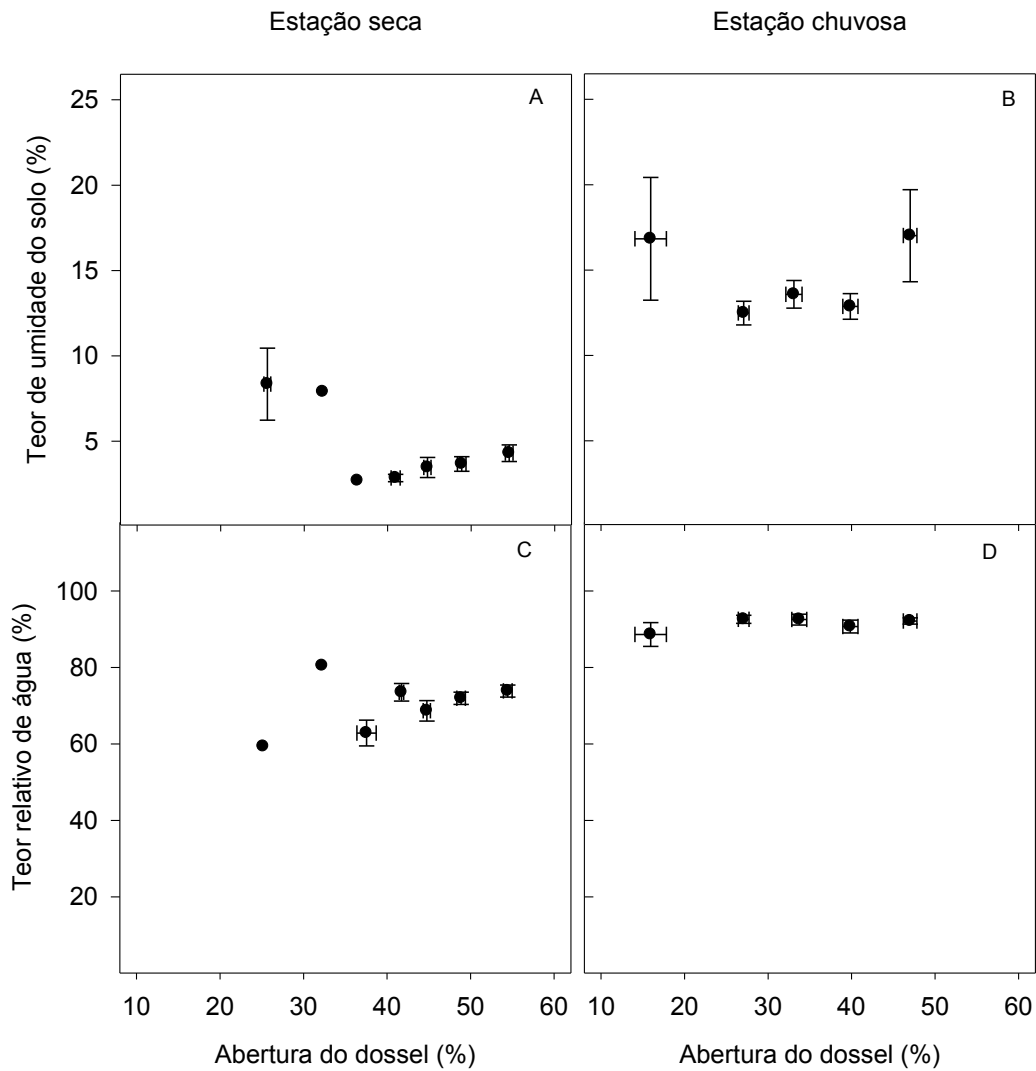 Estação seca
Estação chuvosa
Teor de umidade do solo (%)
25
20
15
10
5
A
B
Teor relativo de água (%)
100
80
60
40
20
C
D
10 20 30 40 50 60
10 20 30 40 50 60
Abertura do dossel (%)
Abertura do dossel (%)